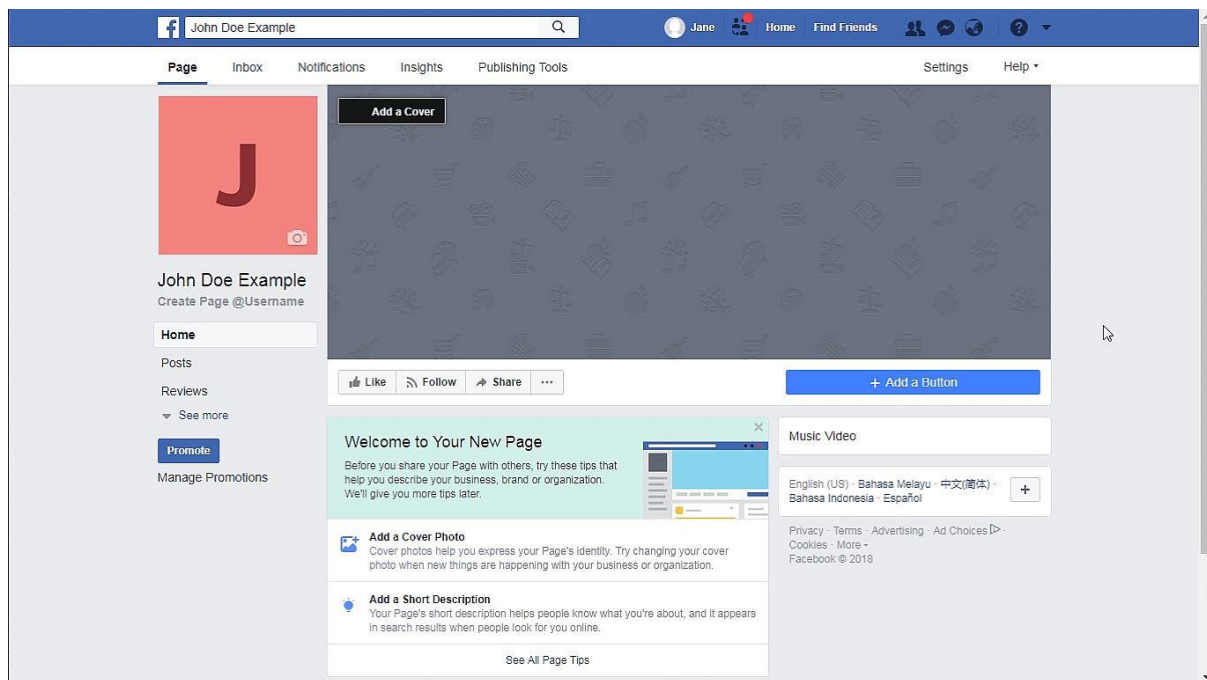 f
John Doe Example
Jane
Home
Find Friends
?
Page
Inbox
Notifications
Insights
Publishing Tools
Settings
Help
J
Add a Cover
John Doe Example
Create Page @Username
Home
Posts
Reviews
See more
Promote
Manage Promotions
Like
Follow
Share
...
+ Add a Button
Welcome to Your New Page
Before you share your Page with others, try these tips that
help you describe your business, brand or organization.
We'll give you more tips later.
Add a Cover Photo
Cover photos help you express your Page's identity. Try changing your cover
photo when new things are happening with your business or organization.
Add a Short Description
Your Page's short description helps people know what you're about, and it appears
in search results when people look for you online.
See All Page Tips
Music Video
English (US) · Bahasa Melayu · 中文(简体) ·
Bahasa Indonesia · Español
+
Privacy · Terms · Advertising · Ad Choices ·
Cookies · More
Facebook © 2018